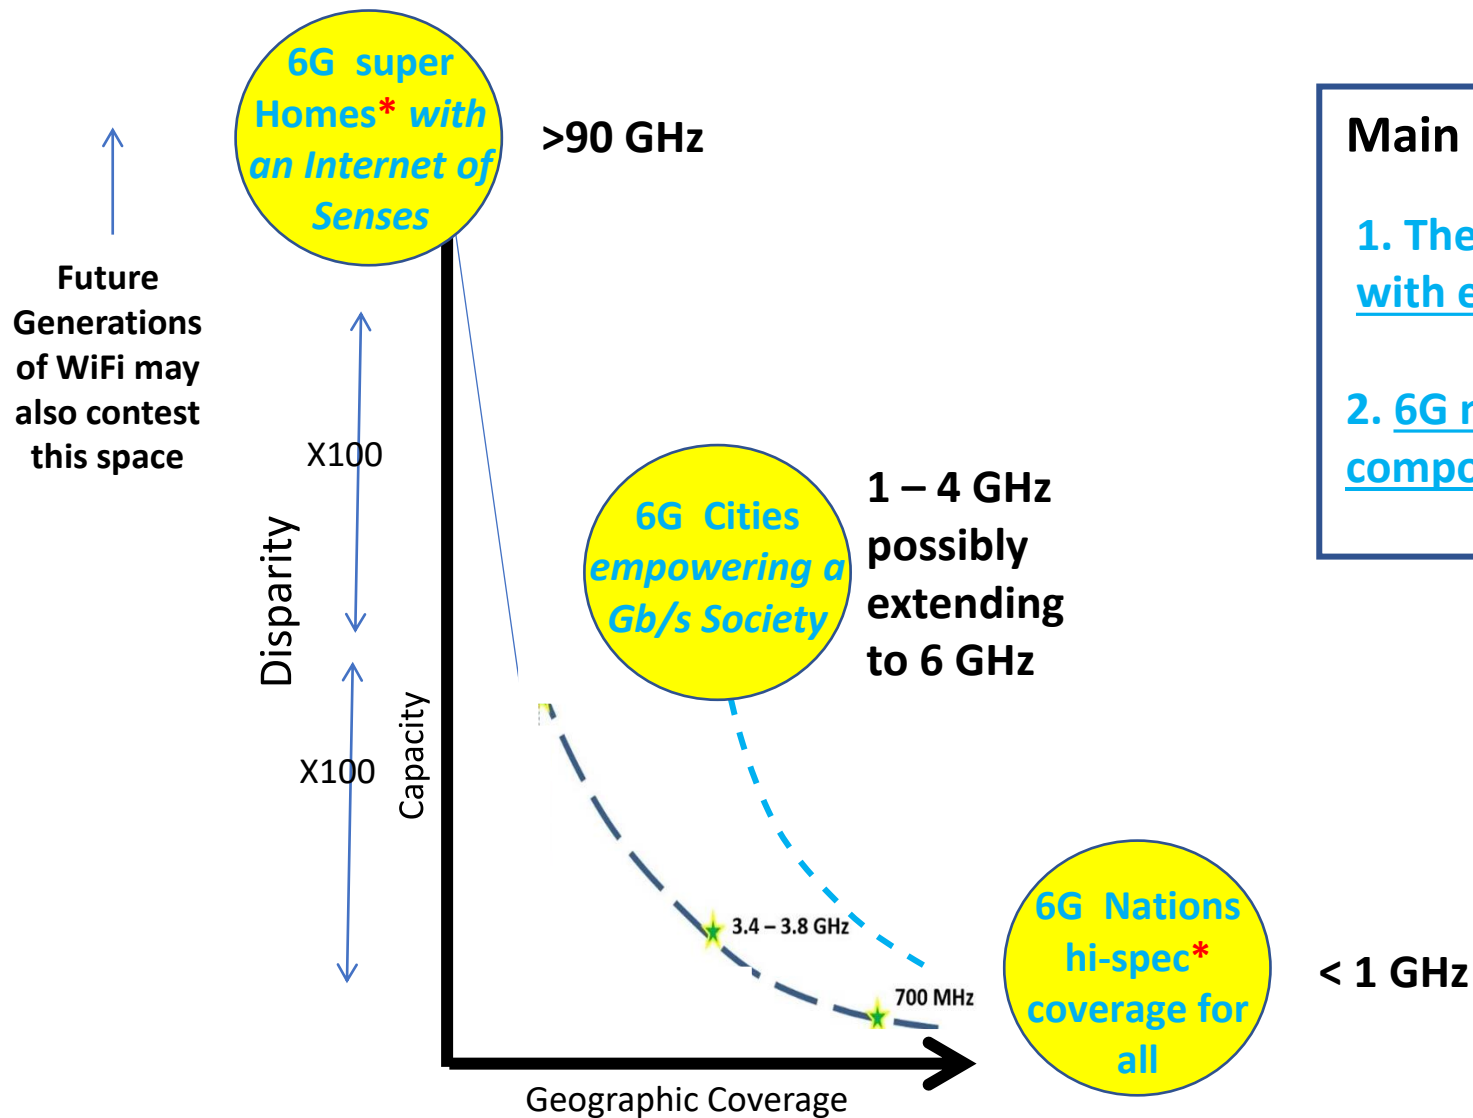 6G super
Homes* with
an Internet of
Senses
>90 GHz
Future
Generations
of WiFi may
also contest
this space
X100
Disparity
X100
Capacity
6G Cities
empowering a
Gb/s Society
1 – 4 GHz
possibly
extending
to 6 GHz
3.4 – 3.8 GHz
700 MHz
6G Nations
hi-spec*
coverage for
all
< 1 GHz
Geographic Coverage
Main
1. The
with e
2. 6G
compo